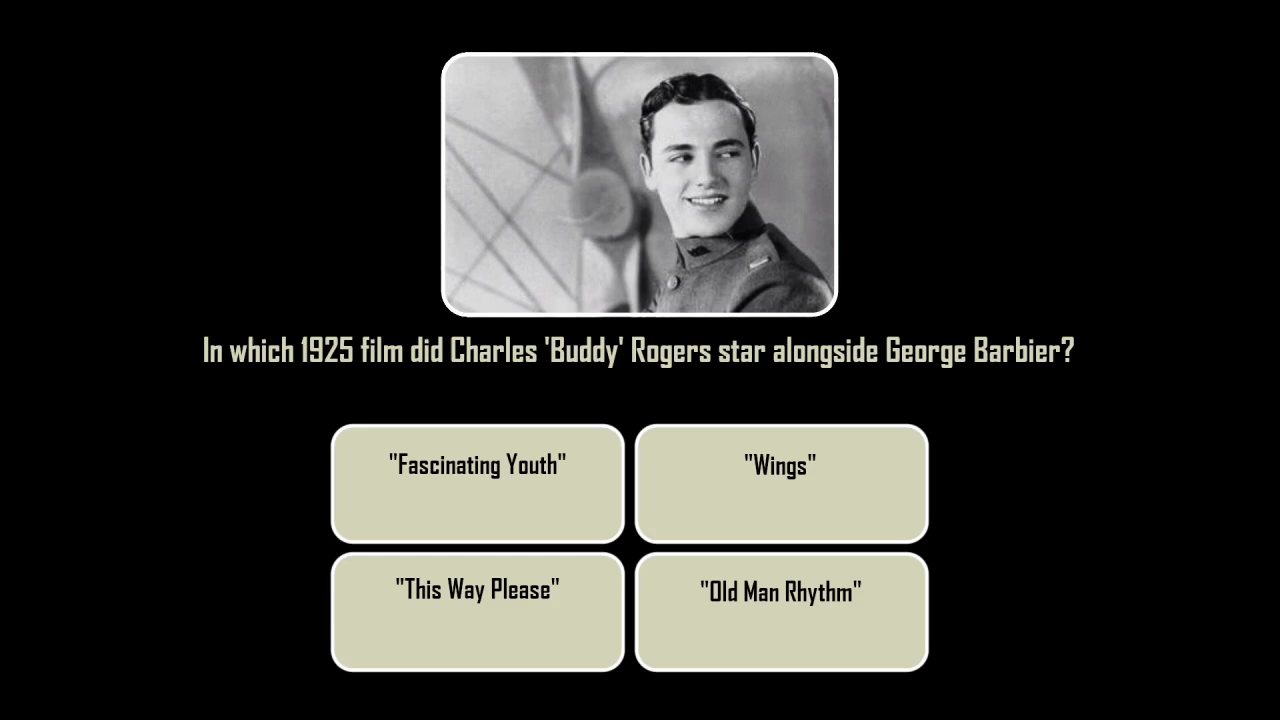 In which 1925 film did Charles 'Buddy' Rogers star alongside George Barbier?
"Fascinating Youth"
"Wings"
"This Way Please"
"Old Man Rhythm"